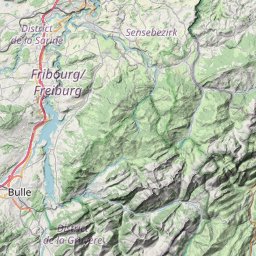 District
de la Sarine
Sensebezirk
Fribourg/
Freiburg
Bulle
District
de la Gruyère